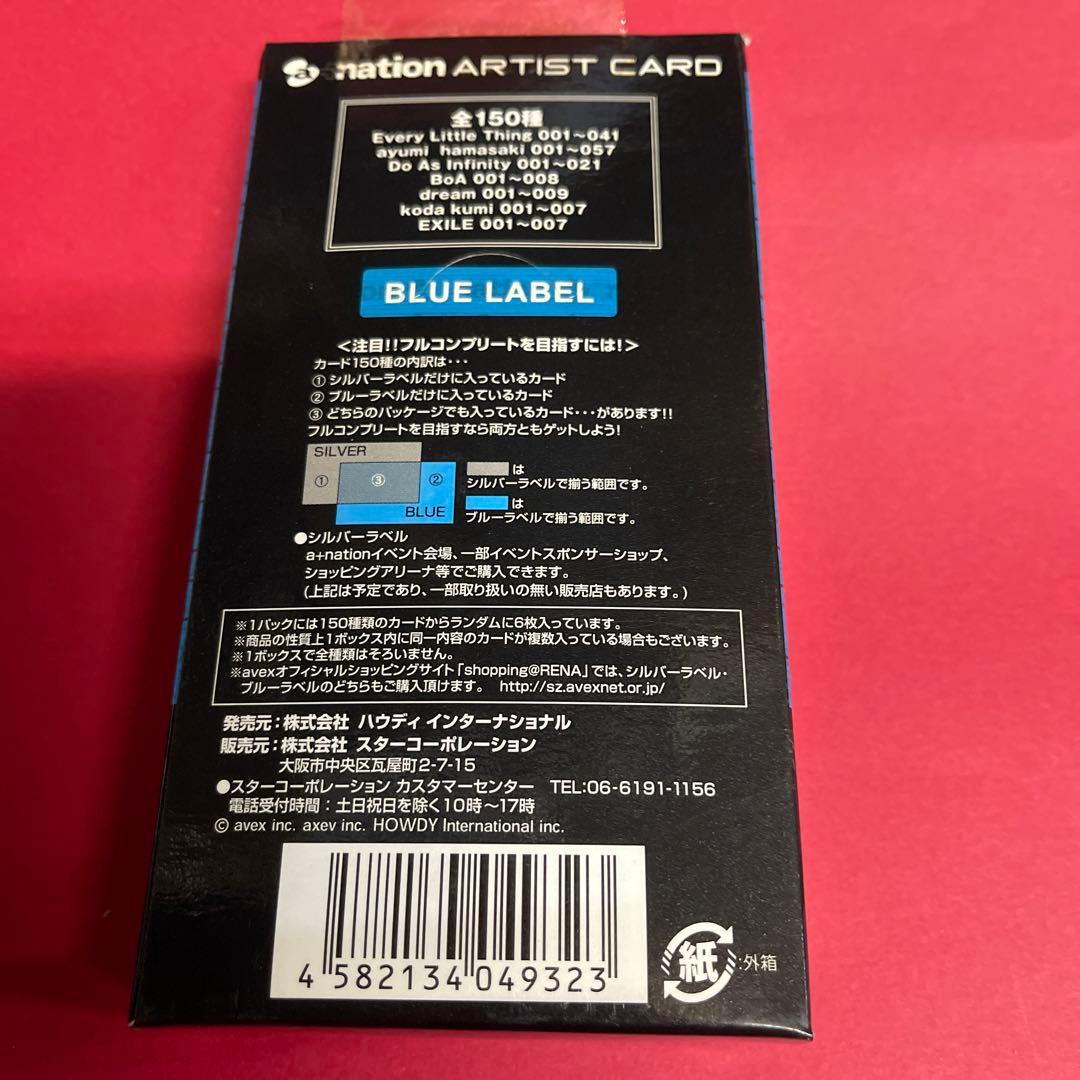 a-nation ARTIST CARD
全150種
Every Little Thing 001～041
ayumi hamasaki 001～057
Do As Infinity 001～021
BoA 001～008
dream 001～009
koda kumi 001～007
EXILE 001～007
BLUE LABEL
＜注目!!フルコンプリートを目指すには!＞
カード150種の内訳は・・・
① シルバーラベルだけに入っているカード
② ブルーラベルだけに入っているカード
③ どちらのパッケージでも入っているカード・・・があります!!
フルコンプリートを目指すなら両方ともゲットしよう!
SILVER
① ③ ②
BLUE
は
シルバーラベルで揃う範囲です。
は
ブルーラベルで揃う範囲です。
●シルバーラベル
a+nationイベント会場、一部イベントスポンサーショップ、
ショッピングアリーナ等でご購入できます。
(上記は予定であり、一部取り扱いの無い販売店もあります。)
※1パックには150種類のカードからランダムに6枚入っています。
※商品の性質上1ボックス内に同一内容のカードが複数入っている場合もございます。
※1ボックスで全種類はそろいません。
※avexオフィシャルショッピングサイト「shopping@RENA」では、シルバーラベル・
ブルーラベルのどちらもご購入頂けます。 http://sz.avexnet.or.jp/
発売元：株式会社 ハウディ インターナショナル
販売元：株式会社 スターコーポレーション
大阪市中央区瓦屋町2-7-15
●スターコーポレーション カスタマーセンター TEL:06-6191-1156
電話受付時間：土日祝日を除く10時～17時
© avex inc. axev inc. HOWDY International inc.
4 582134 049323
紙 :外箱